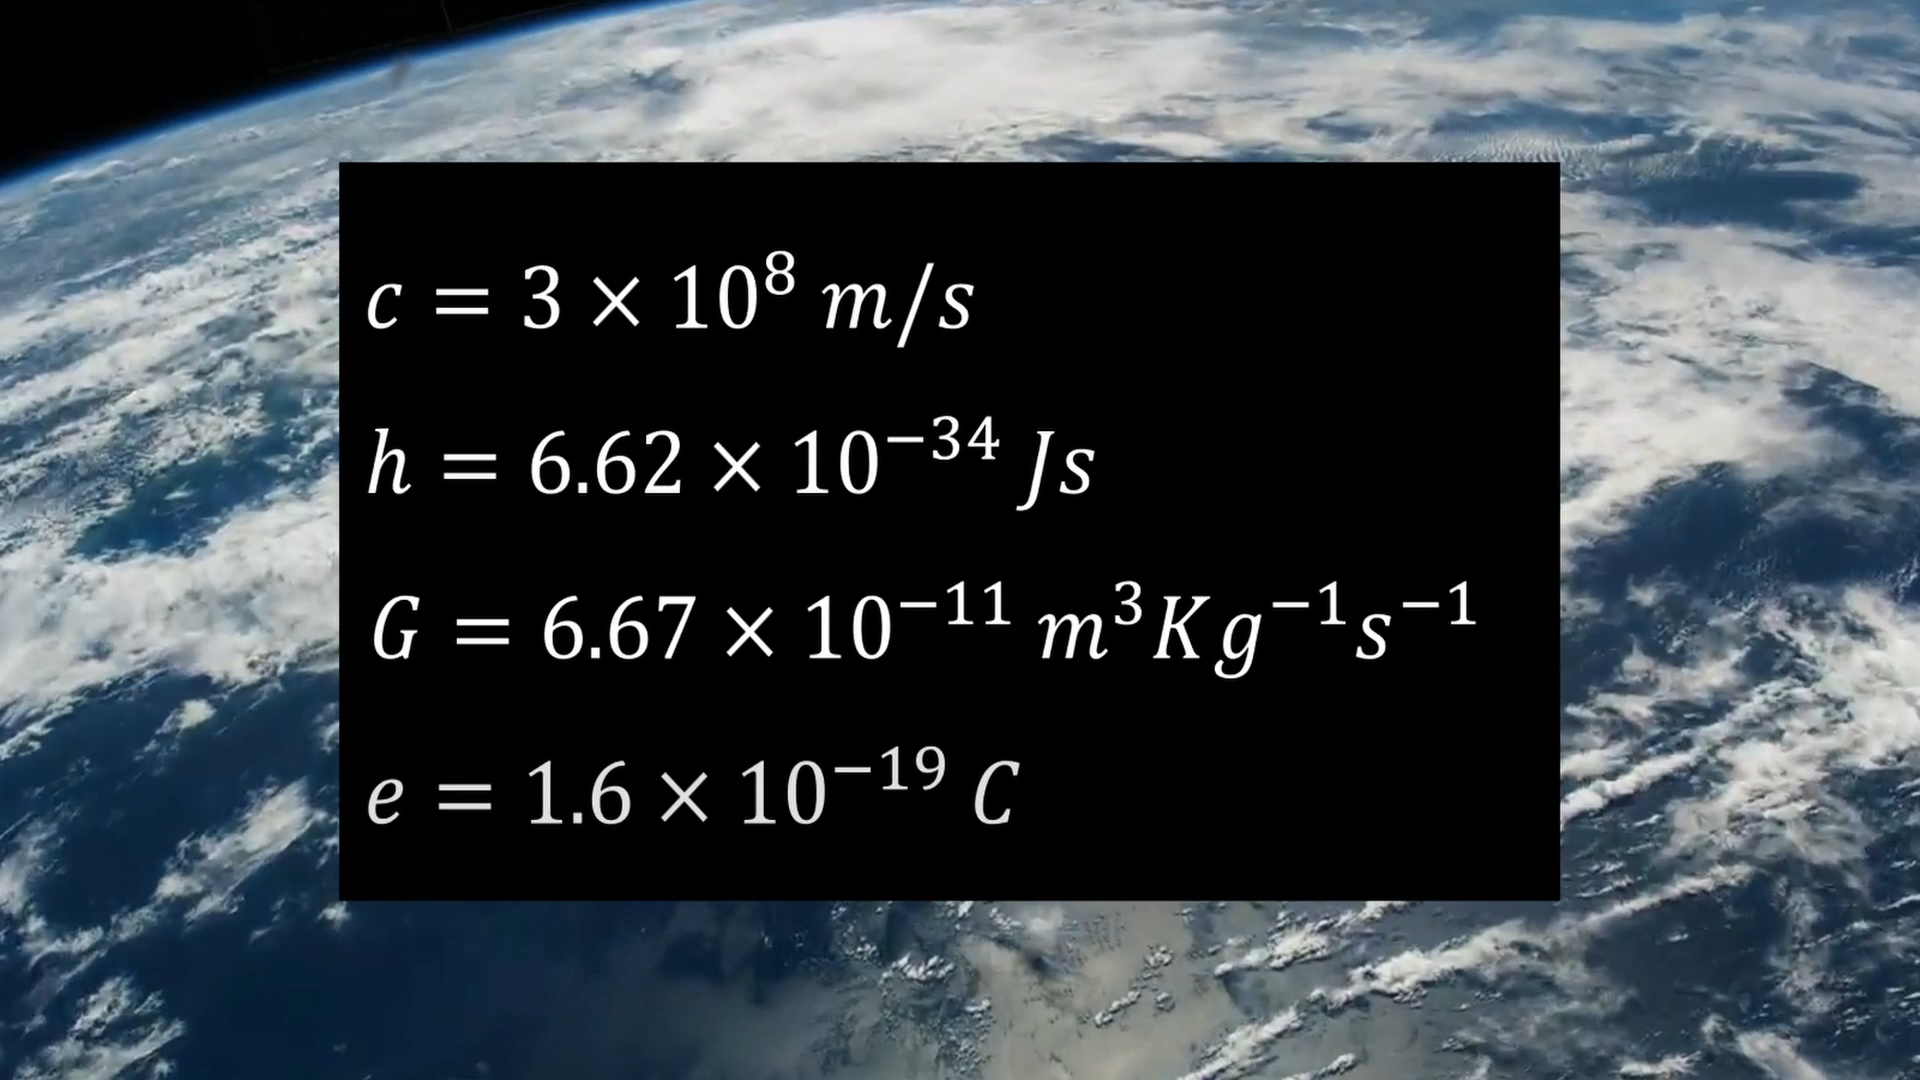 c = 3 × 10⁸ m/s
h = 6.62 × 10⁻³⁴ Js
G = 6.67 × 10⁻¹¹ m³Kg⁻¹s⁻¹
e = 1.6 × 10⁻¹⁹ C